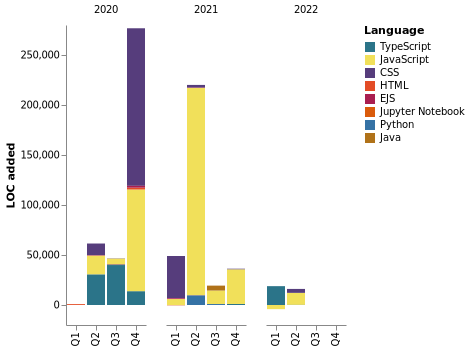 2020 2021 2022
Language
TypeScript
JavaScript
CSS
HTML
EJS
Jupyter Notebook
Python
Java
LOC added
250,000
200,000
150,000
100,000
50,000
0
Q1 Q2 Q3 Q4 Q1 Q2 Q3 Q4 Q1 Q2 Q3 Q4